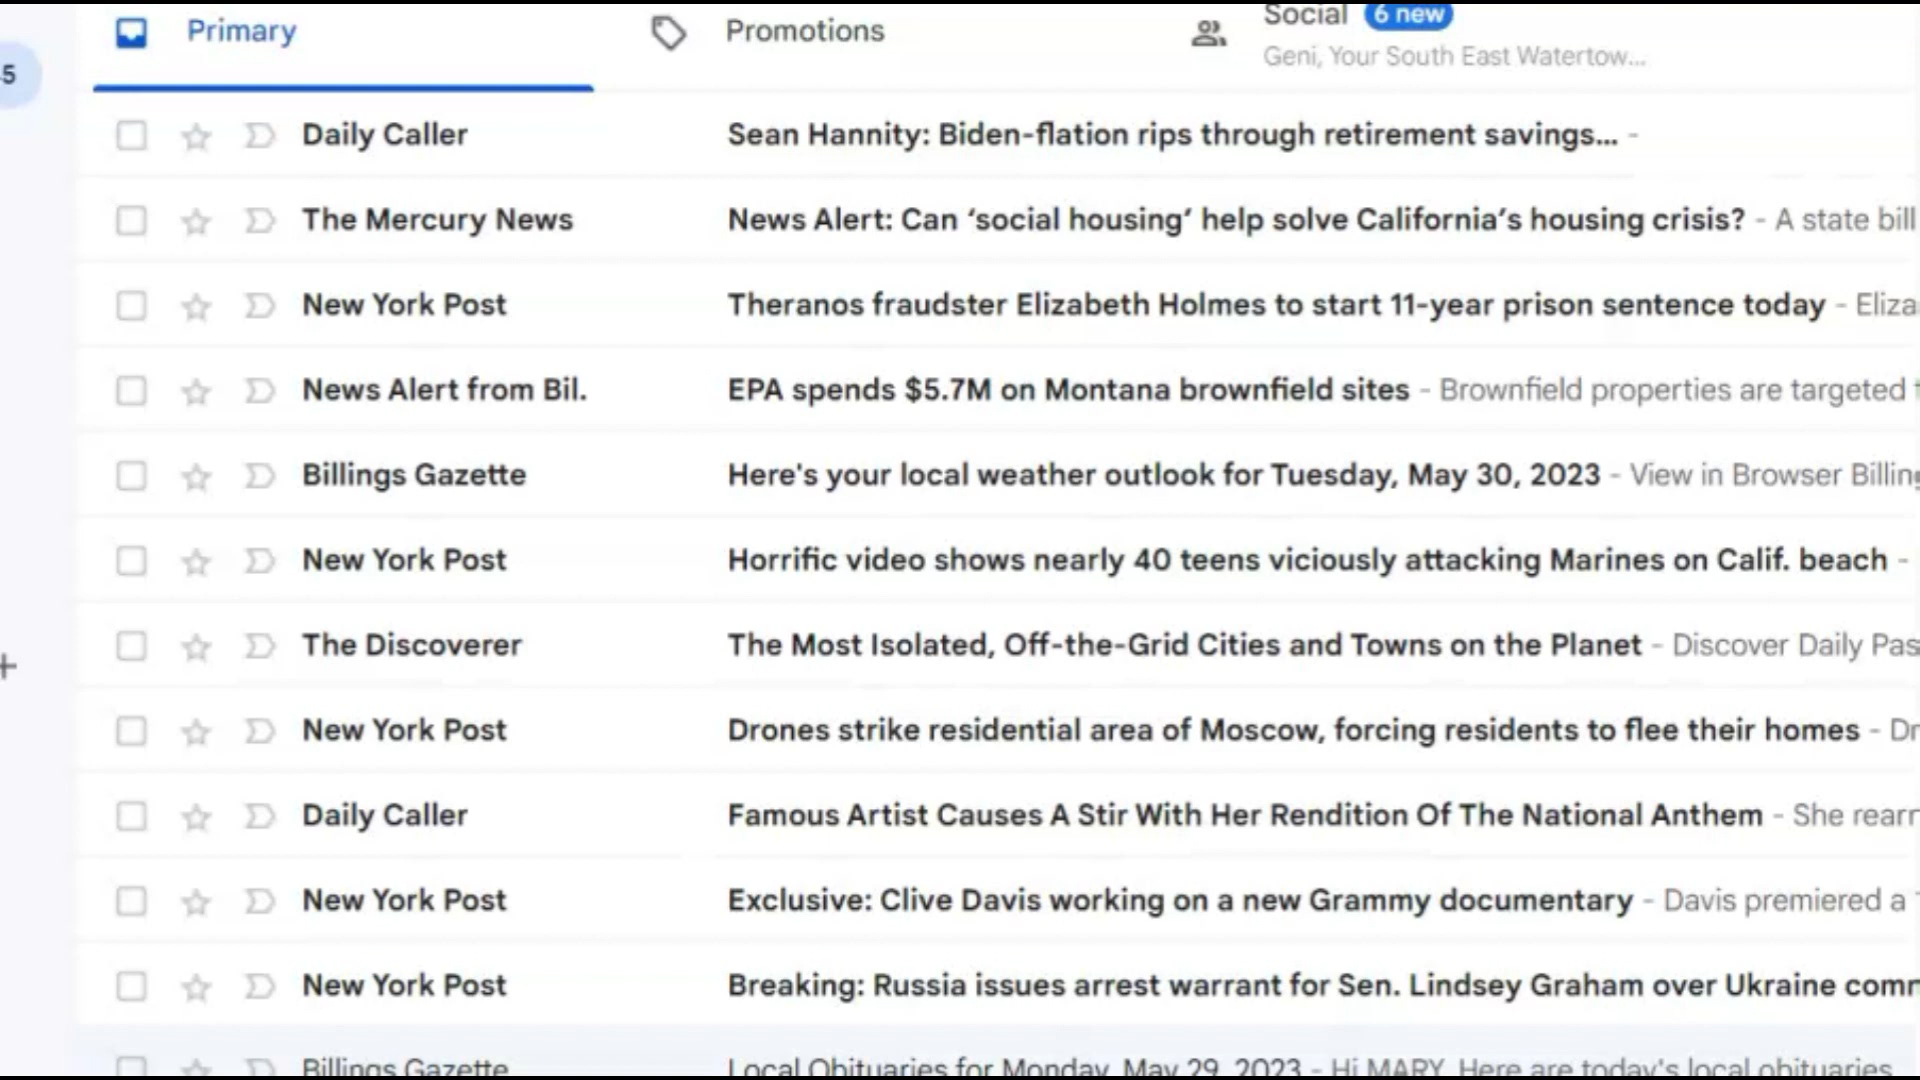 Primary
Promotions
Social 6 new
Geni, Your South East Watertow...
5
Daily Caller Sean Hannity: Biden-flation rips through retirement savings... -
The Mercury News News Alert: Can ‘social housing’ help solve California’s housing crisis? - A state bill
New York Post Theranos fraudster Elizabeth Holmes to start 11-year prison sentence today - Eliza
News Alert from Bil. EPA spends $5.7M on Montana brownfield sites - Brownfield properties are targeted
Billings Gazette Here's your local weather outlook for Tuesday, May 30, 2023 - View in Browser Billing
New York Post Horrific video shows nearly 40 teens viciously attacking Marines on Calif. beach -
The Discoverer The Most Isolated, Off-the-Grid Cities and Towns on the Planet - Discover Daily Pas
New York Post Drones strike residential area of Moscow, forcing residents to flee their homes - Dr
Daily Caller Famous Artist Causes A Stir With Her Rendition Of The National Anthem - She rearr
New York Post Exclusive: Clive Davis working on a new Grammy documentary - Davis premiered a
New York Post Breaking: Russia issues arrest warrant for Sen. Lindsey Graham over Ukraine comm
Billings Gazette Local Obituaries for Monday, May 29, 2023 - Hi MARY, Here are today's local obituaries